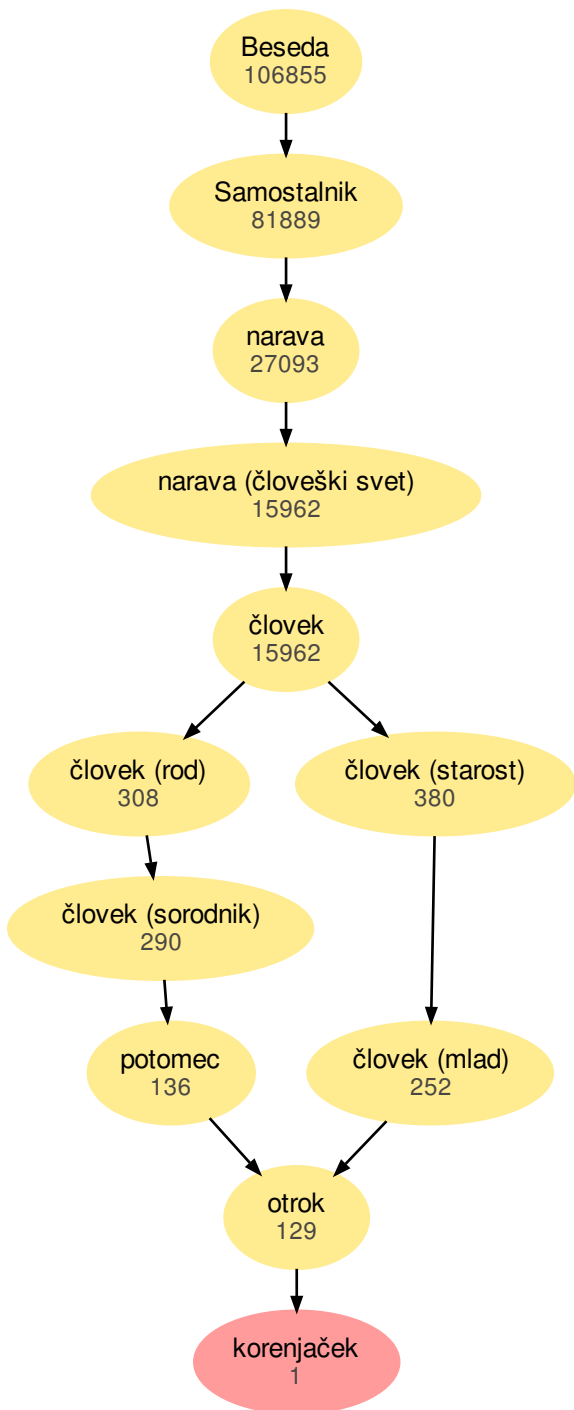 Beseda
106855
Samostalnik
81889
narava
27093
narava (človeški svet)
15962
človek
15962
človek (rod)
308
človek (starost)
380
človek (sorodnik)
290
potomec
136
človek (mlad)
252
otrok
129
korenjaček
1